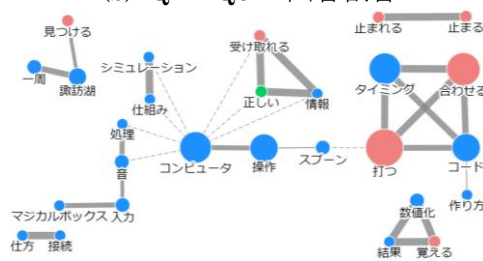 見つける
止まれる
止まる
受け取れる
一周
諏訪湖
シミュレーション
タイミング
合わせる
仕組み
正しい
情報
処理
コンピュータ
操作
スプーン
打つ
コード
音
作り方
マジカルボックス
入力
数値化
仕方
接続
結果
覚える